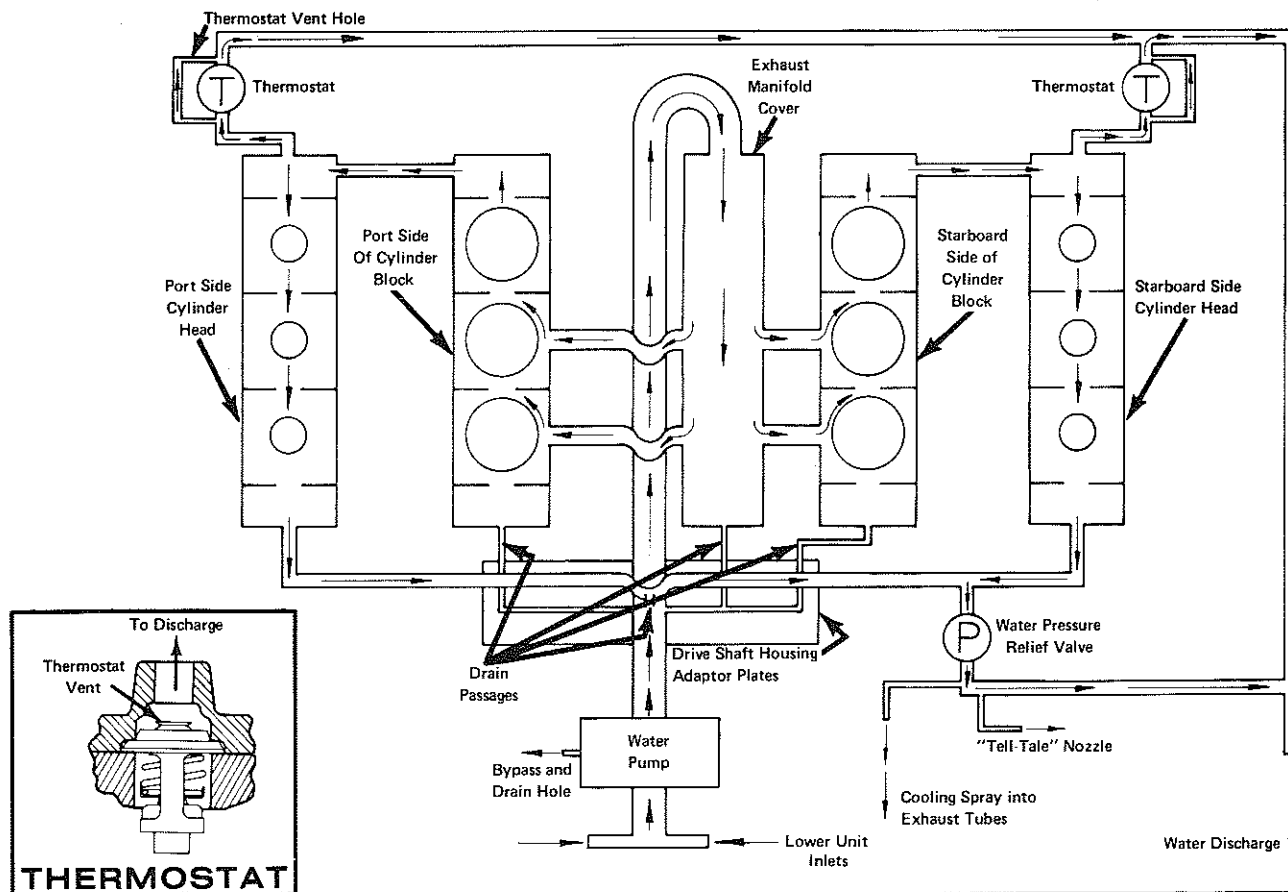 Thermostat Vent Hole
Thermostat
Exhaust
Manifold
Cover
Thermostat
T
T
Port Side
Of Cylinder
Block
Starboard
Side of
Cylinder
Block
Port Side
Cylinder
Head
Starboard Side
Cylinder Head
Water Pressure
Relief Valve
P
Drain
Passages
Drive Shaft Housing
Adaptor Plates
"Tell-Tale" Nozzle
Water
Pump
Bypass and
Drain Hole
Cooling Spray into
Exhaust Tubes
Lower Unit
Inlets
Water Discharge
To Discharge
Thermostat
Vent
THERMOSTAT